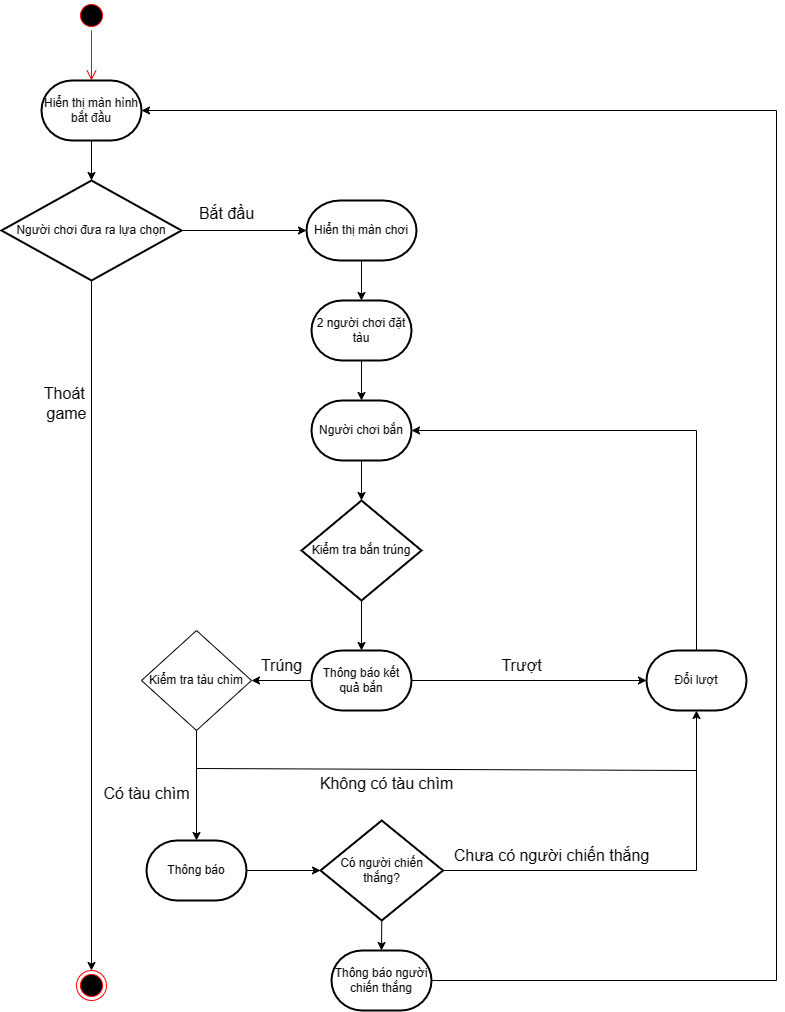 Hiển thị màn hình
bắt đầu
Người chơi đưa ra lựa chọn
Bắt đầu
Hiển thị màn chơi
2 người chơi đặt
tàu
Thoát
game
Người chơi bắn
Kiểm tra bắn trúng
Kiểm tra tàu chìm
Trúng
Thông báo kết
quả bắn
Trượt
Đổi lượt
Không có tàu chìm
Có tàu chìm
Thông báo
Có người chiến
thắng?
Chưa có người chiến thắng
Thông báo người
chiến thắng